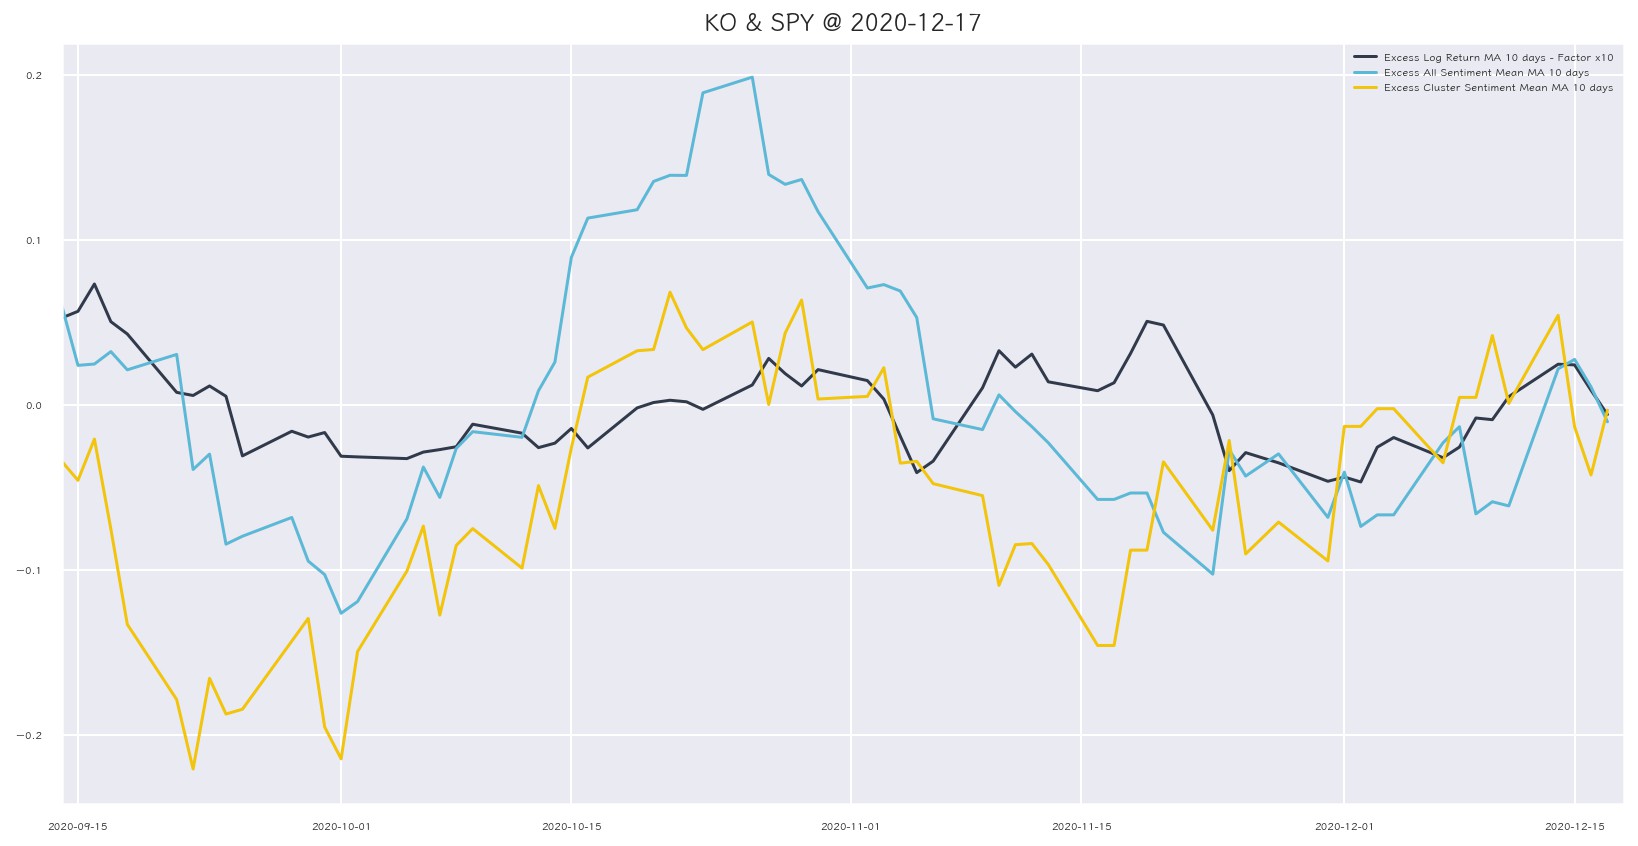 KO & SPY @ 2020-12-17
Excess Log Return MA 10 days - Factor x10
Excess All Sentiment Mean MA 10 days
Excess Cluster Sentiment Mean MA 10 days
0.2
0.1
0.0
−0.1
−0.2
2020-09-15 2020-10-01 2020-10-15 2020-11-01 2020-11-15 2020-12-01 2020-12-15